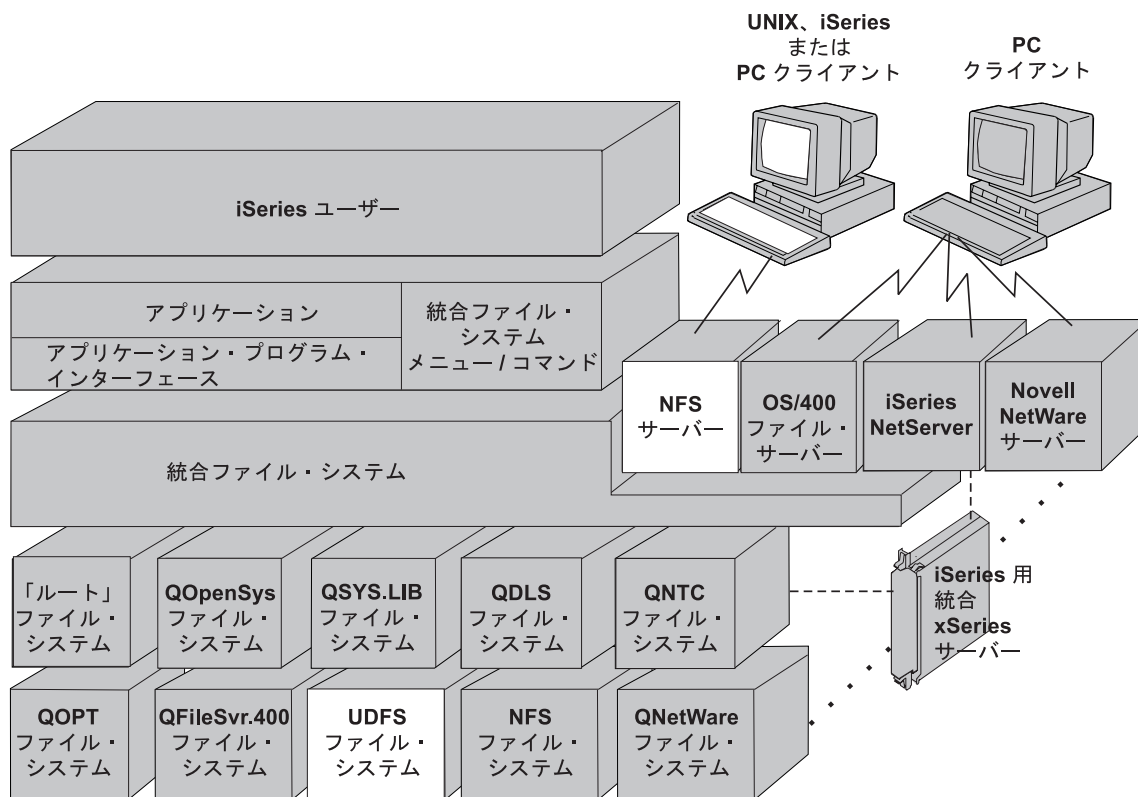 UNIX、iSeries
または
PC クライアント
PC
クライアント
iSeries ユーザー
アプリケーション
アプリケーション・プログラム・
インターフェース
統合ファイル・
システム
メニュー / コマンド
NFS
サーバー
OS/400
ファイル・
サーバー
iSeries
NetServer
Novell
NetWare
サーバー
統合ファイル・システム
「ルート」
ファイル・
システム
QOpenSys
ファイル・
システム
QSYS.LIB
ファイル・
システム
QDLS
ファイル・
システム
QNTC
ファイル・
システム
iSeries 用
統合
xSeries
サーバー
QOPT
ファイル・
システム
QFileSvr.400
ファイル・
システム
UDFS
ファイル・
システム
NFS
ファイル・
システム
QNetWare
ファイル・
システム